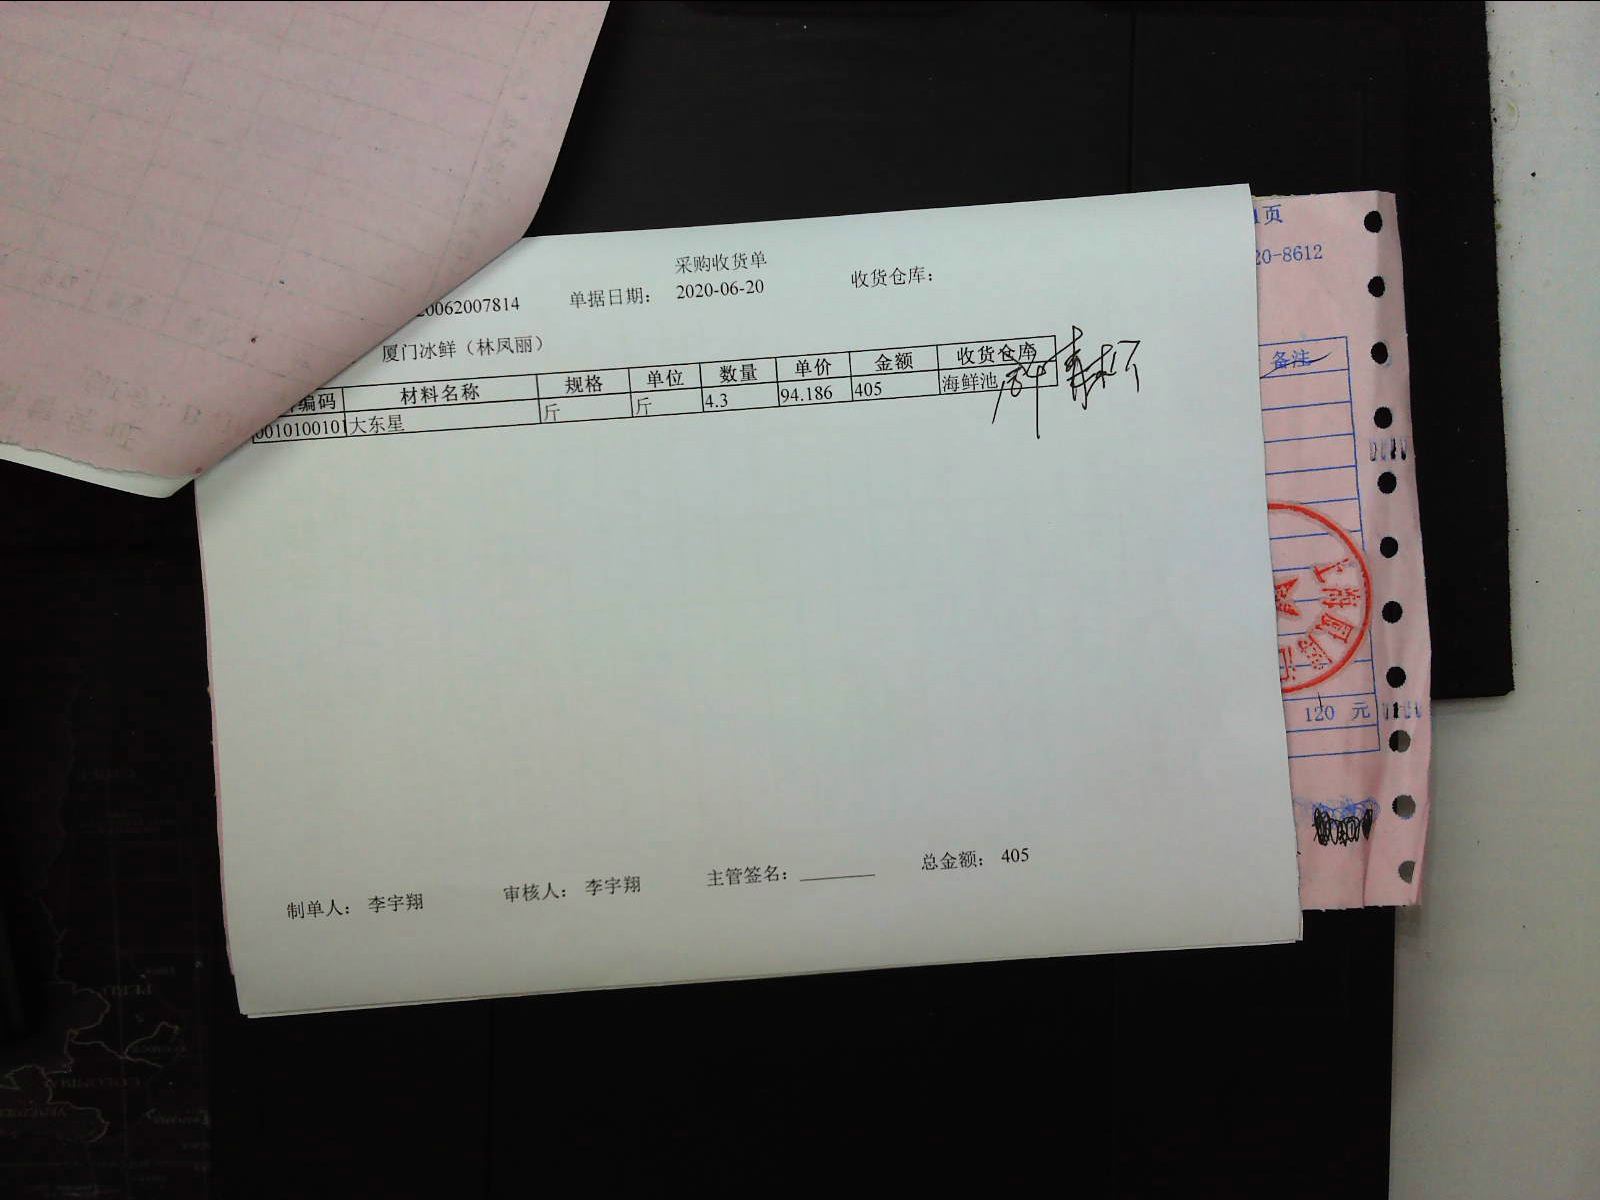 采购收货单
20062007814 单据日期： 2020-06-20 收货仓库：
厦门冰鲜（林凤丽）
编码 材料名称 规格 单位 数量 单价 金额 收货仓库
001010010 大东星 斤 斤 4.3 94.186 405 海鲜池
制单人： 李宇翔 审核人： 李宇翔 主管签名： 总金额： 405
1页
20-8612
备注
120 元